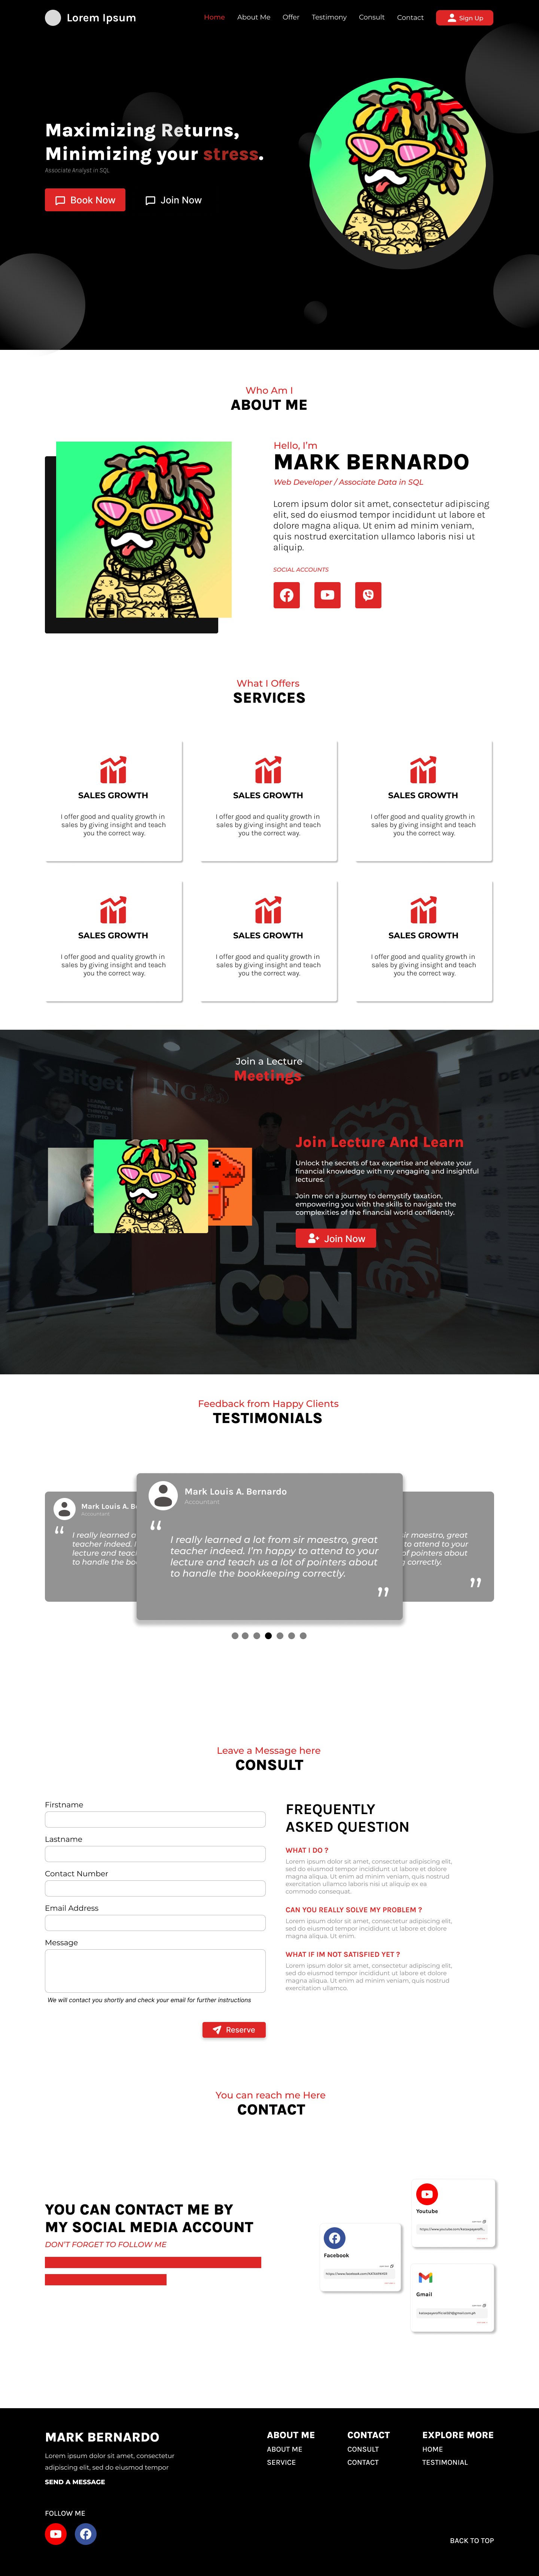 Lorem Ipsum
Home About Me Offer Testimony Consult Contact Sign Up
Maximizing Returns,
Minimizing your stress.
Associate Analyst in SQL
Book Now Join Now
Who Am I
ABOUT ME
Hello, I'm
MARK BERNARDO
Web Developer / Associate Data in SQL
Lorem ipsum dolor sit amet, consectetur adipiscing
elit, sed do eiusmod tempor incididunt ut labore et
dolore magna aliqua. Ut enim ad minim veniam,
quis nostrud exercitation ullamco laboris nisi ut
aliquip.
SOCIAL ACCOUNTS
What I Offers
SERVICES
SALES GROWTH
I offer good and quality growth in
sales by giving insight and teach
you the correct way.
SALES GROWTH
I offer good and quality growth in
sales by giving insight and teach
you the correct way.
SALES GROWTH
I offer good and quality growth in
sales by giving insight and teach
you the correct way.
SALES GROWTH
I offer good and quality growth in
sales by giving insight and teach
you the correct way.
SALES GROWTH
I offer good and quality growth in
sales by giving insight and teach
you the correct way.
SALES GROWTH
I offer good and quality growth in
sales by giving insight and teach
you the correct way.
Join a Lecture
Meetings
Bitget
ING
DEV
CON
Join Lecture And Learn
Unlock the secrets of tax expertise and elevate your
financial knowledge with my engaging and insightful
lectures.
Join me on a journey to demystify taxation,
empowering you with the skills to navigate the
complexities of the financial world confidently.
Join Now
Feedback from Happy Clients
TESTIMONIALS
Mark Louis A. Be
Accountant
“
I really learned a
teacher indeed. I'm
lecture and teac
to handle the bo
Mark Louis A. Bernardo
Accountant
“
I really learned a lot from sir maestro, great
teacher indeed. I'm happy to attend to your
lecture and teach us a lot of pointers about
to handle the bookkeeping correctly.
”
sir maestro, great
to attend to your
of pointers about
correctly.
”
Leave a Message here
CONSULT
Firstname
Lastname
Contact Number
Email Address
Message
We will contact you shortly and check your email for further instructions
Reserve
FREQUENTLY
ASKED QUESTION
WHAT I DO ?
Lorem ipsum dolor sit amet, consectetur adipiscing elit,
sed do eiusmod tempor incididunt ut labore et dolore
magna aliqua. Ut enim ad minim veniam, quis nostrud
exercitation ullamco laboris nisi ut aliquip ex ea
commodo consequat.
CAN YOU REALLY SOLVE MY PROBLEM ?
Lorem ipsum dolor sit amet, consectetur adipiscing elit,
sed do eiusmod tempor incididunt ut labore et dolore
magna aliqua. Ut enim .
WHAT IF IM NOT SATISFIED YET ?
Lorem ipsum dolor sit amet, consectetur adipiscing elit,
sed do eiusmod tempor incididunt ut labore et dolore
magna aliqua. Ut enim ad minim veniam, quis nostrud
exercitation ullamco.
You can reach me Here
CONTACT
YOU CAN CONTACT ME BY
MY SOCIAL MEDIA ACCOUNT
DON'T FORGET TO FOLLOW ME
Youtube
Facebook
Gmail
MARK BERNARDO
Lorem ipsum dolor sit amet, consectetur
adipiscing elit, sed do eiusmod tempor
SEND A MESSAGE
FOLLOW ME
ABOUT ME
ABOUT ME
SERVICE
CONTACT
CONSULT
CONTACT
EXPLORE MORE
HOME
TESTIMONIAL
BACK TO TOP